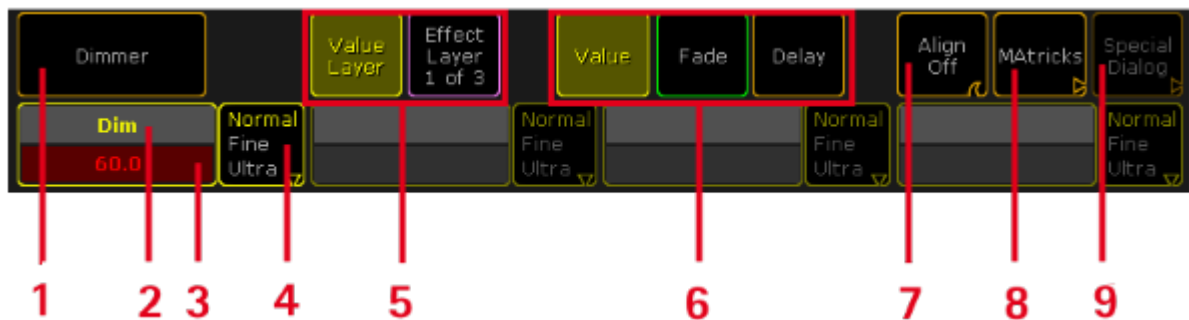 Dimmer
Value
Layer
Effect
Layer
1 of 3
Value
Fade
Delay
Align
Off
MAtricks
Special
Dialog
Dim
60.0
Normal
Fine
Ultra
Normal
Fine
Ultra
Normal
Fine
Ultra
Normal
Fine
Ultra
1
2
3
4
5
6
7
8
9